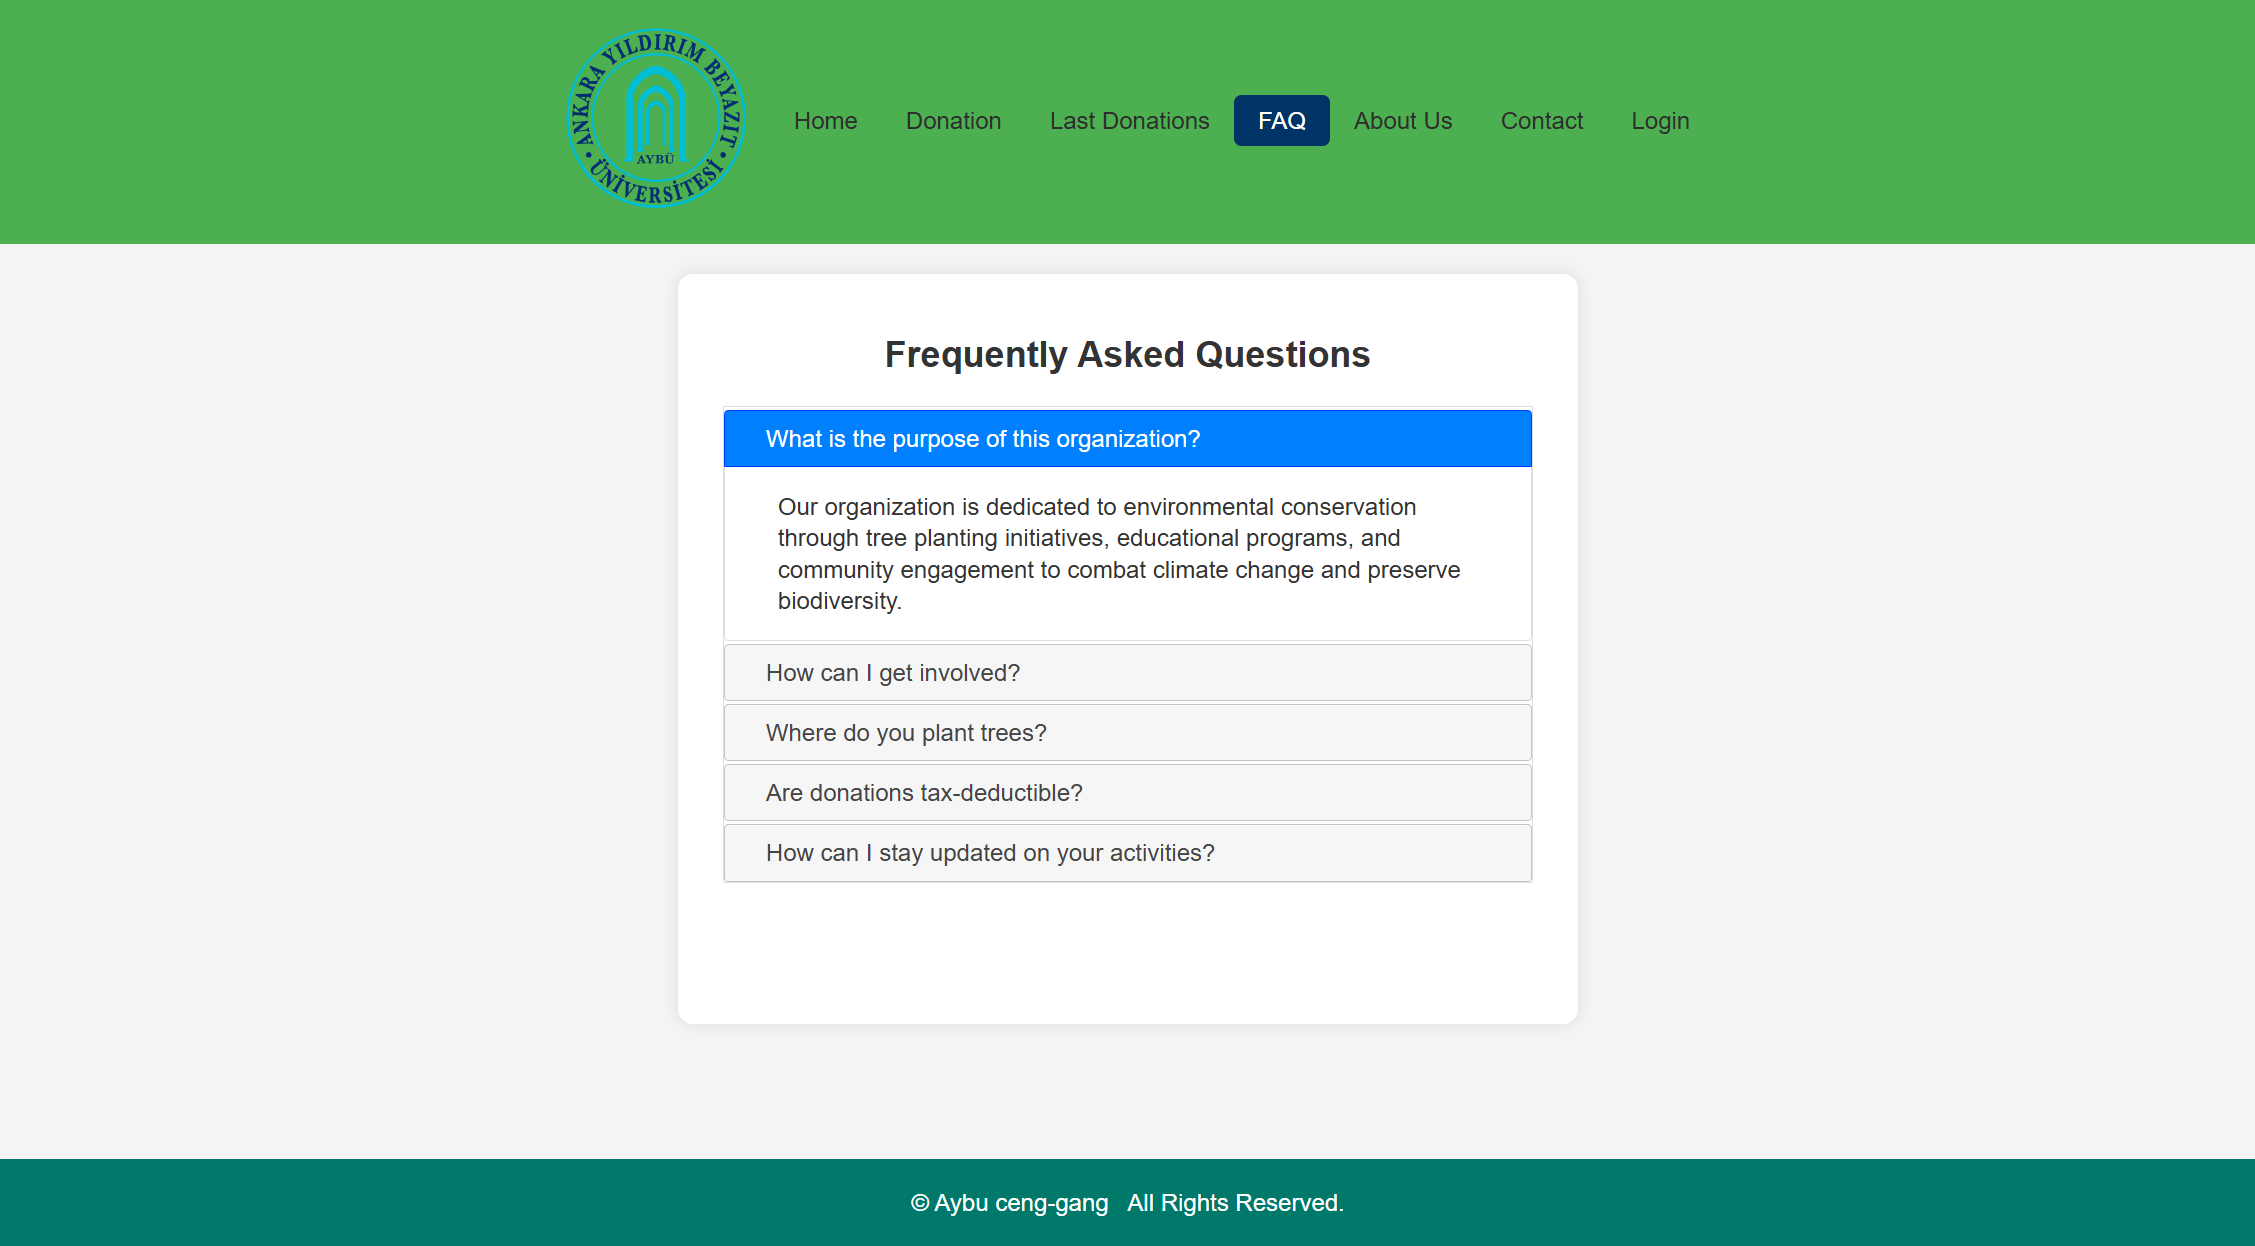 ANKARA YILDIRIM BEYAZIT
AYBÜ
ÜNİVERSİTESİ
Home
Donation
Last Donations
FAQ
About Us
Contact
Login
Frequently Asked Questions
What is the purpose of this organization?
Our organization is dedicated to environmental conservation
through tree planting initiatives, educational programs, and
community engagement to combat climate change and preserve
biodiversity.
How can I get involved?
Where do you plant trees?
Are donations tax-deductible?
How can I stay updated on your activities?
© Aybu ceng-gang   All Rights Reserved.